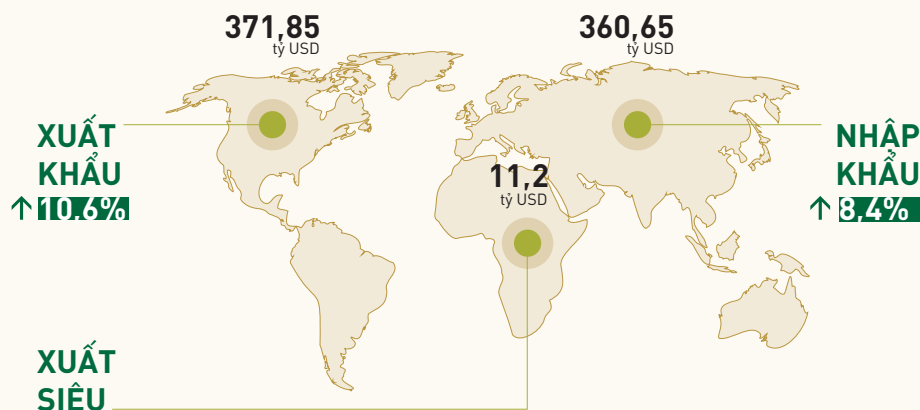 371,85
tỷ USD
360,65
tỷ USD
XUẤT
KHẨU
↑ 10.6%
NHẬP
KHẨU
↑ 8,4%
11,2
tỷ USD
XUẤT
SIÊU